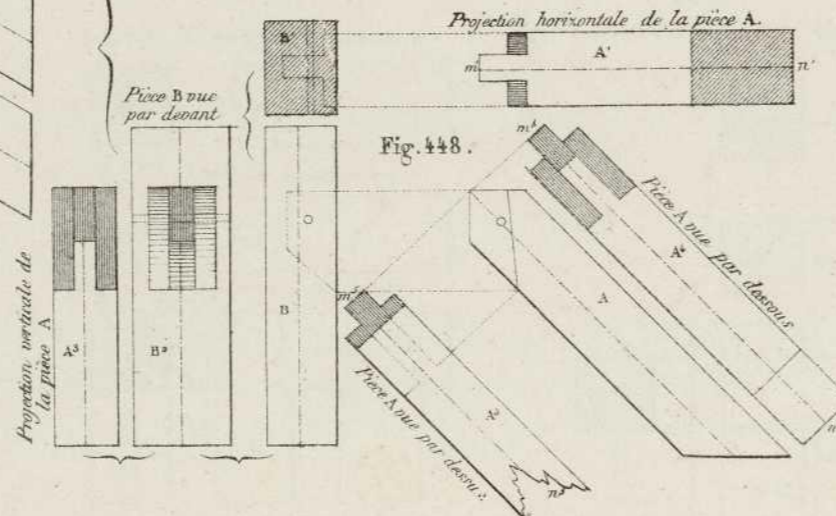 Projection horizontale de la pièce A.
B'
m'
A'
n'
Pièce B vue
par devant
Fig. 448.
m⁴
Pièce A vue par dessous
A⁴
Projection verticale de
la pièce A
A³
B²
B
m⁵
A
Pièce A vue par dessus
n⁵
n